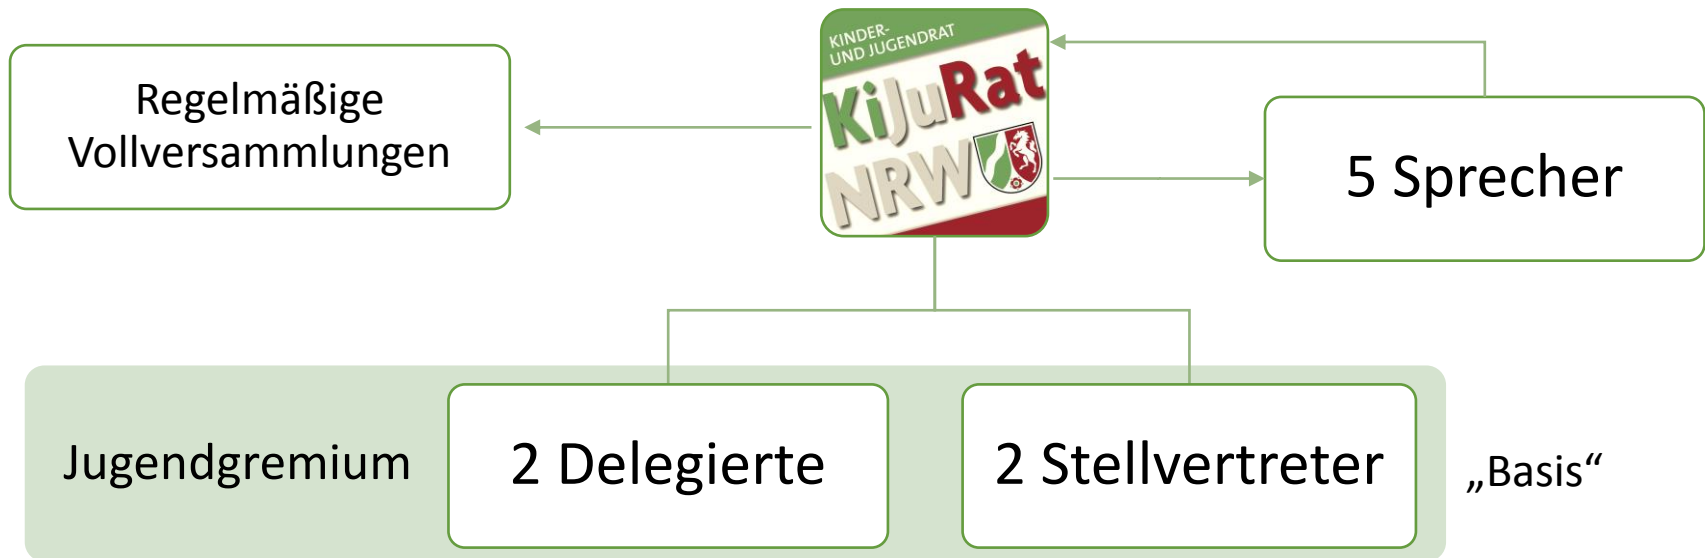 Regelmäßige
Vollversammlungen
KINDER-
UND JUGENDRAT
KiJuRat
NRW
5 Sprecher
Jugendgremium
2 Delegierte
2 Stellvertreter
„Basis“